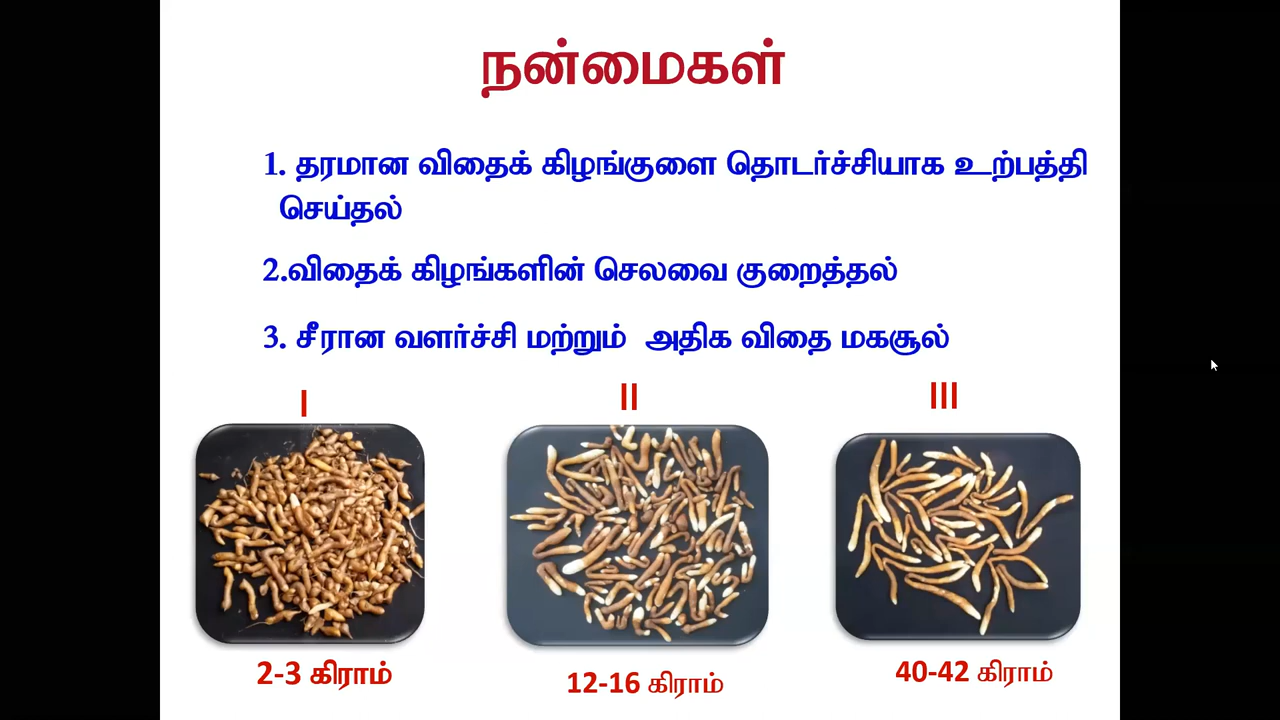 நன்மைகள்
1. தரமான விதைக் கிழங்குளை தொடர்ச்சியாக உற்பத்தி
செய்தல்
2.விதைக் கிழங்களின் செலவை குறைத்தல்
3. சீரான வளர்ச்சி மற்றும் அதிக விதை மகசூல்
I II III
2-3 கிராம் 12-16 கிராம் 40-42 கிராம்